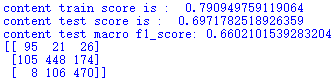 content train score is :  0.790949759119064
content test score is :  0.6971782518926359
content test macro f1_score: 0.6602101539283204
[[ 95  21  26]
 [105 448 174]
 [  8 106 470]]